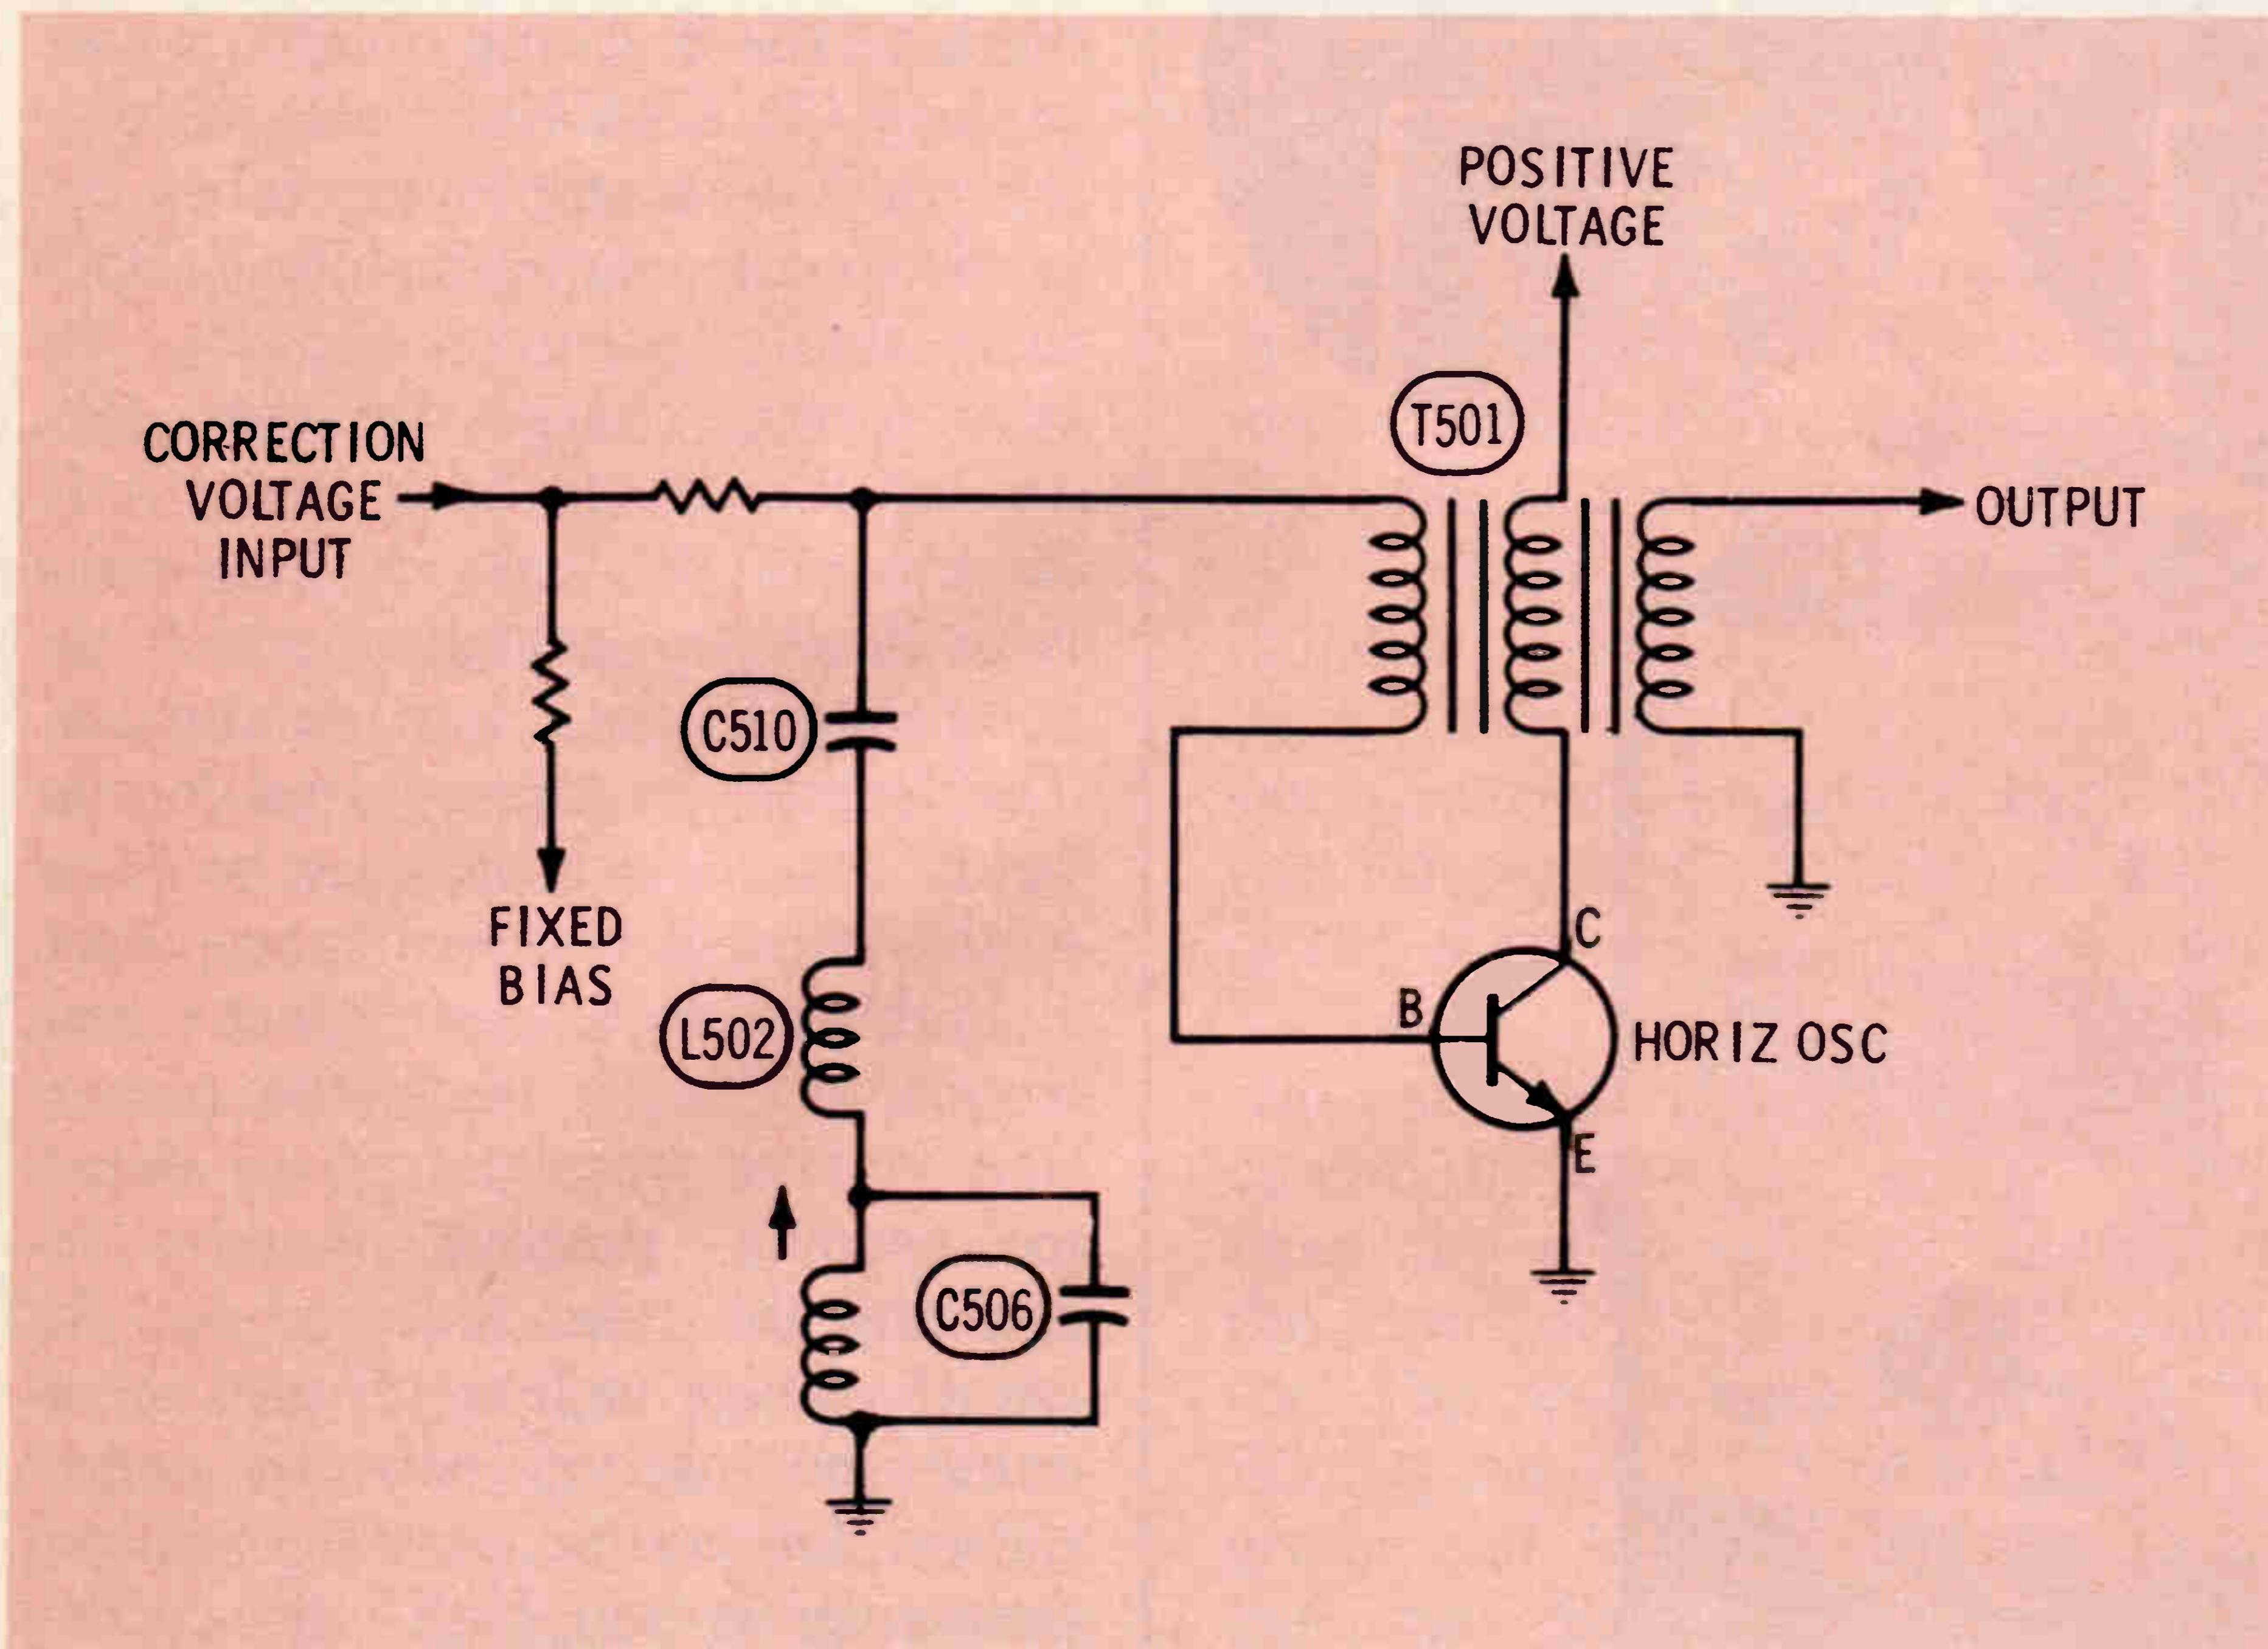 POSITIVE
VOLTAGE
T501
CORRECTION
VOLTAGE
INPUT
OUTPUT
C510
FIXED
BIAS
C
L502
B
HORIZ OSC
E
C506